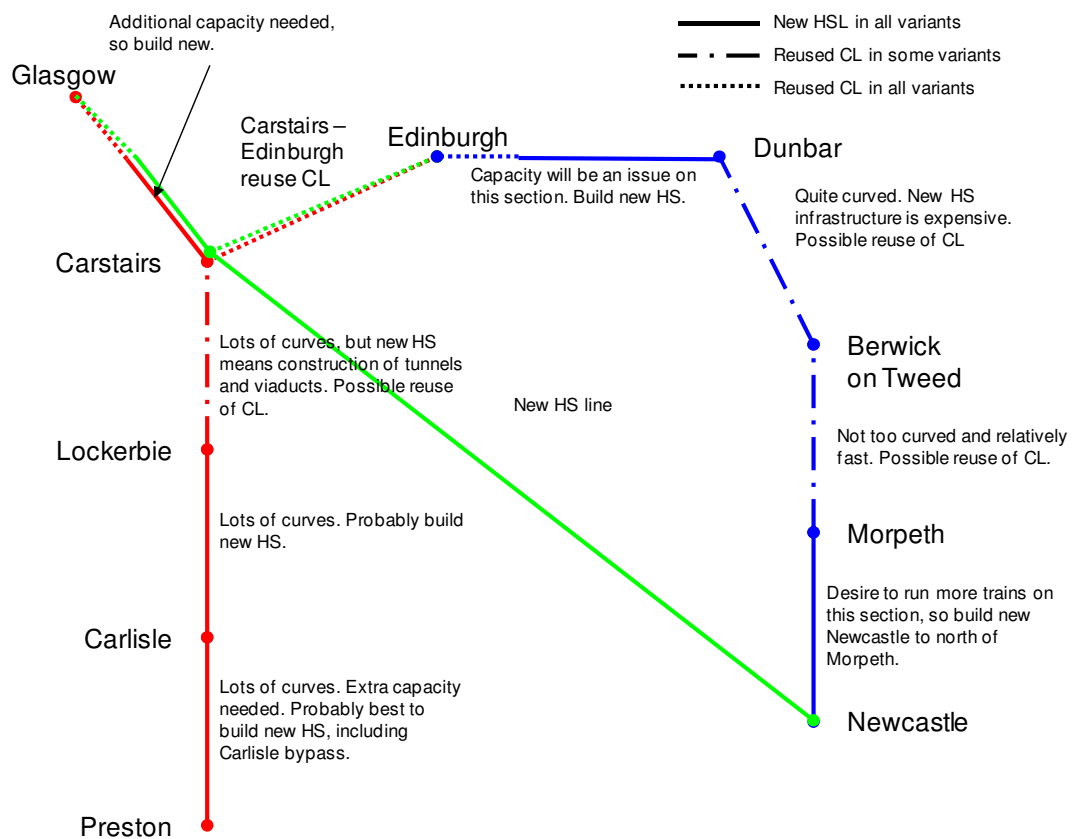 Additional capacity needed,
so build new.
New HSL in all variants
Reused CL in some variants
Reused CL in all variants
Glasgow
Carstairs –
Edinburgh
reuse CL
Edinburgh
Dunbar
Capacity will be an issue on
this section. Build new HS.
Quite curved. New HS
infrastructure is expensive.
Possible reuse of CL
Carstairs
Lots of curves, but new HS
means construction of tunnels
and viaducts. Possible reuse
of CL.
Berwick
on Tweed
New HS line
Not too curved and relatively
fast. Possible reuse of CL.
Lockerbie
Lots of curves. Probably build
new HS.
Morpeth
Desire to run more trains on
this section, so build new
Newcastle to north of
Morpeth.
Carlisle
Lots of curves. Extra capacity
needed. Probably best to
build new HS, including
Carlisle bypass.
Newcastle
Preston